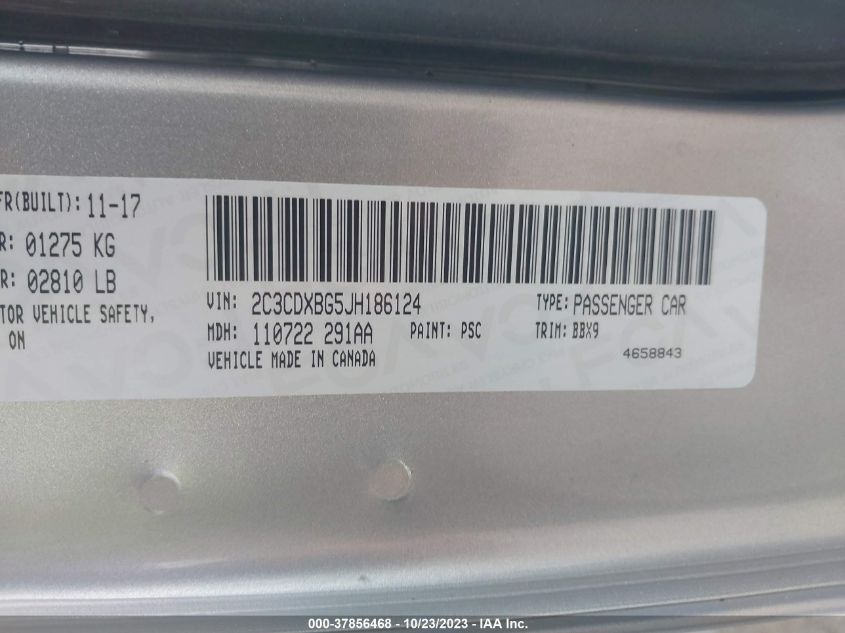 FR(BUILT): 11-17
R: 01275 KG
R: 02810 LB
TOR VEHICLE SAFETY,
ON
VIN: 2C3CDXBG5JH186124 TYPE: PASSENGER CAR
MDH: 110722 291AA PAINT: PSC TRIM: BBX9
VEHICLE MADE IN CANADA 4658843
000-37856468 - 10/23/2023 - IAA Inc.